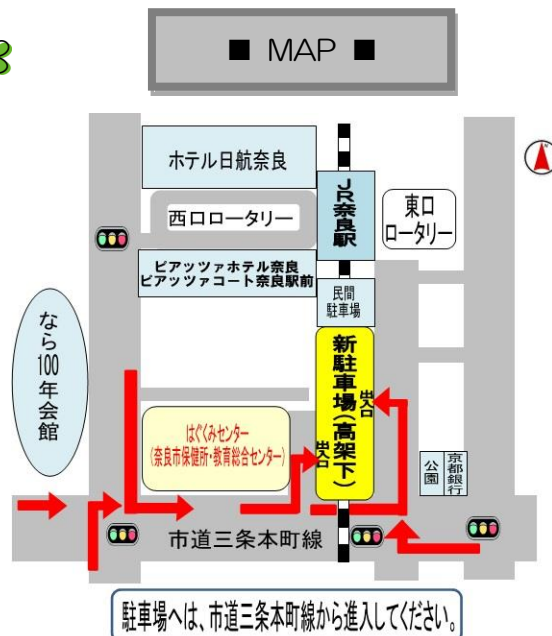 ■ MAP ■
ホテル日航奈良
JR奈良駅
西口ロータリー
東口
ロータリー
ピアッツァホテル奈良
ピアッツァコート奈良駅前
民間
駐車場
なら100年会館
新駐車場(高架下)
出入口
出入口
はぐくみセンター
(奈良市保健所・教育総合センター)
公園
京都銀行
市道三条本町線
駐車場へは、市道三条本町線から進入してください。